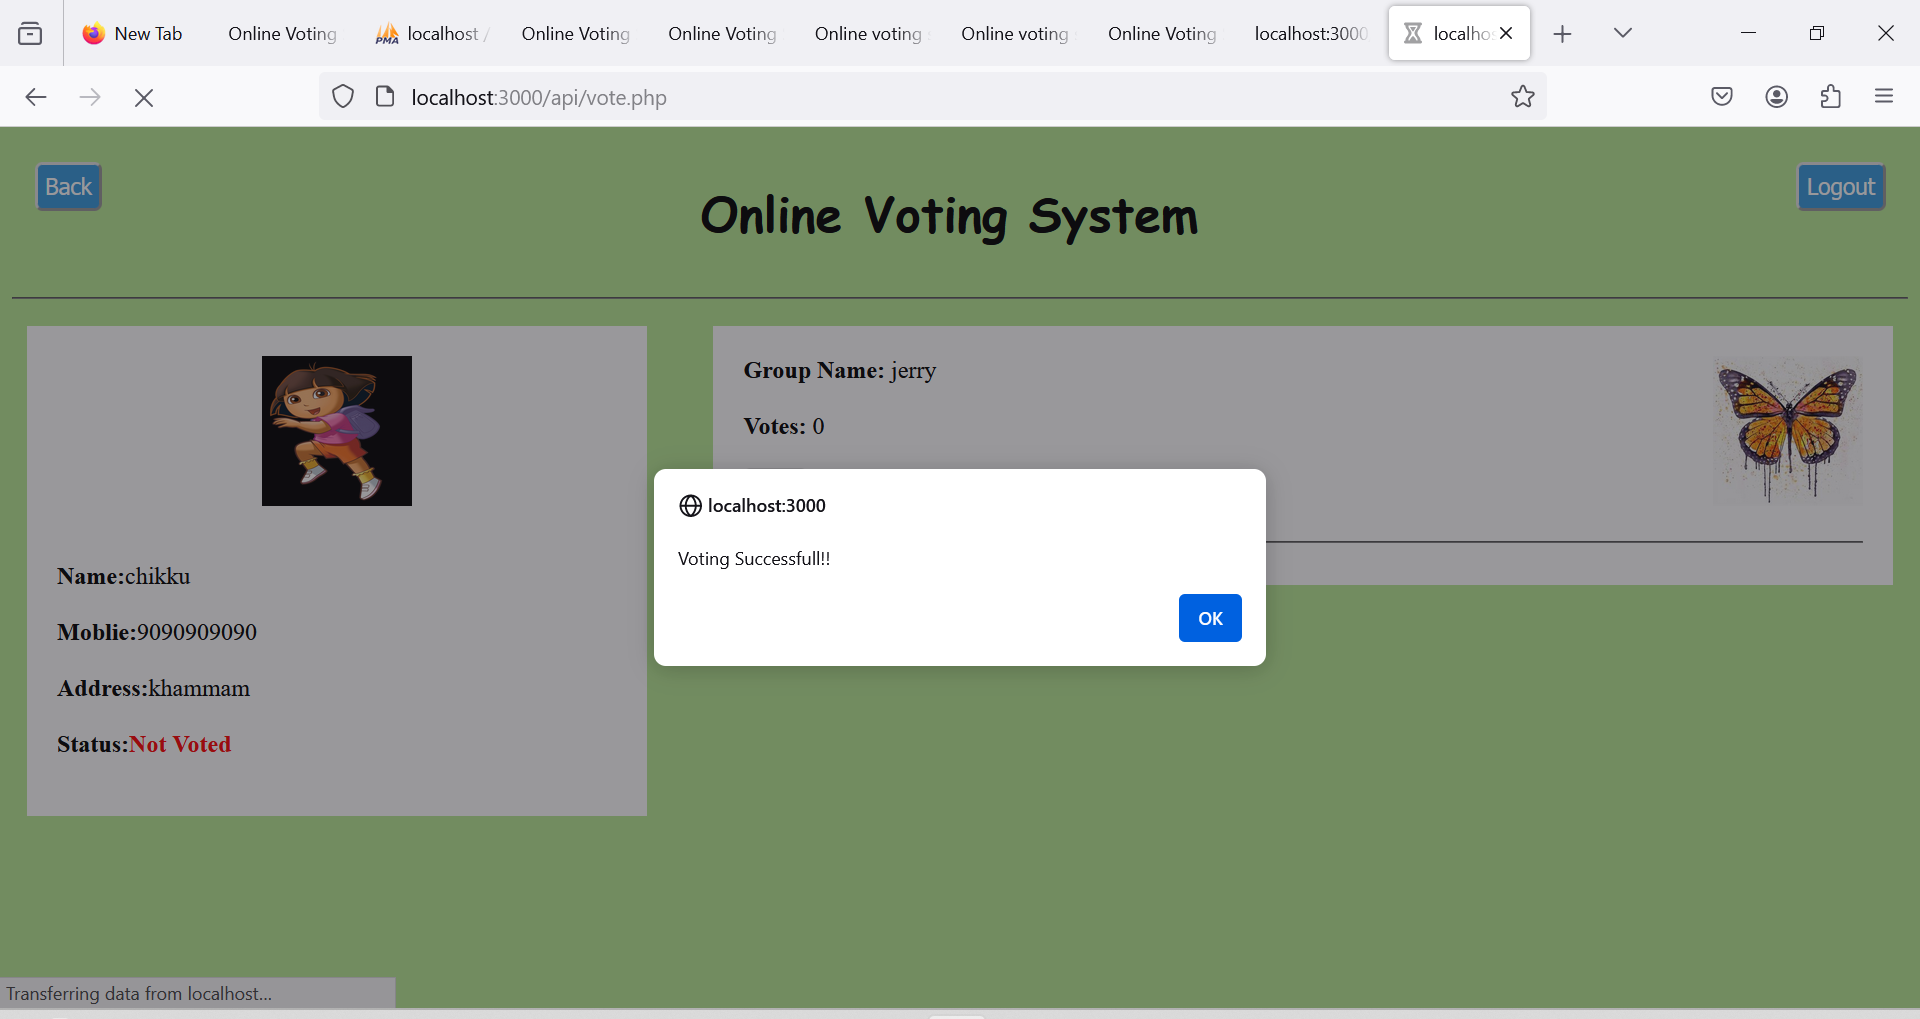 New Tab
Online Voting
PMA
localhost /
Online Voting
Online Voting
Online voting
Online voting
Online Voting
localhost:3000
localhos
localhost:3000/api/vote.php
Back
Logout
Online Voting System
Group Name: jerry
Votes: 0
localhost:3000
Voting Successfull!!
OK
Name:chikku
Moblie:9090909090
Address:khammam
Status:Not Voted
Transferring data from localhost...